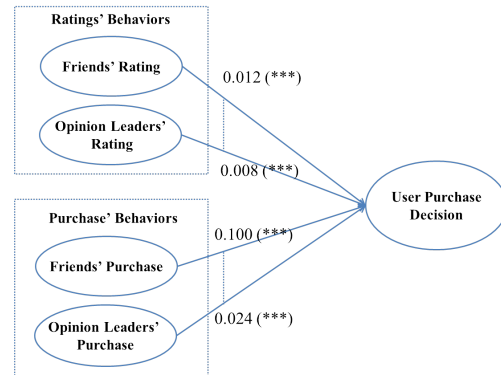 Ratings' Behaviors
Friends' Rating
0.012 (***)
Opinion Leaders'
Rating
0.008 (***)
User Purchase
Decision
Purchase' Behaviors
0.100 (***)
Friends' Purchase
Opinion Leaders'
Purchase
0.024 (***)